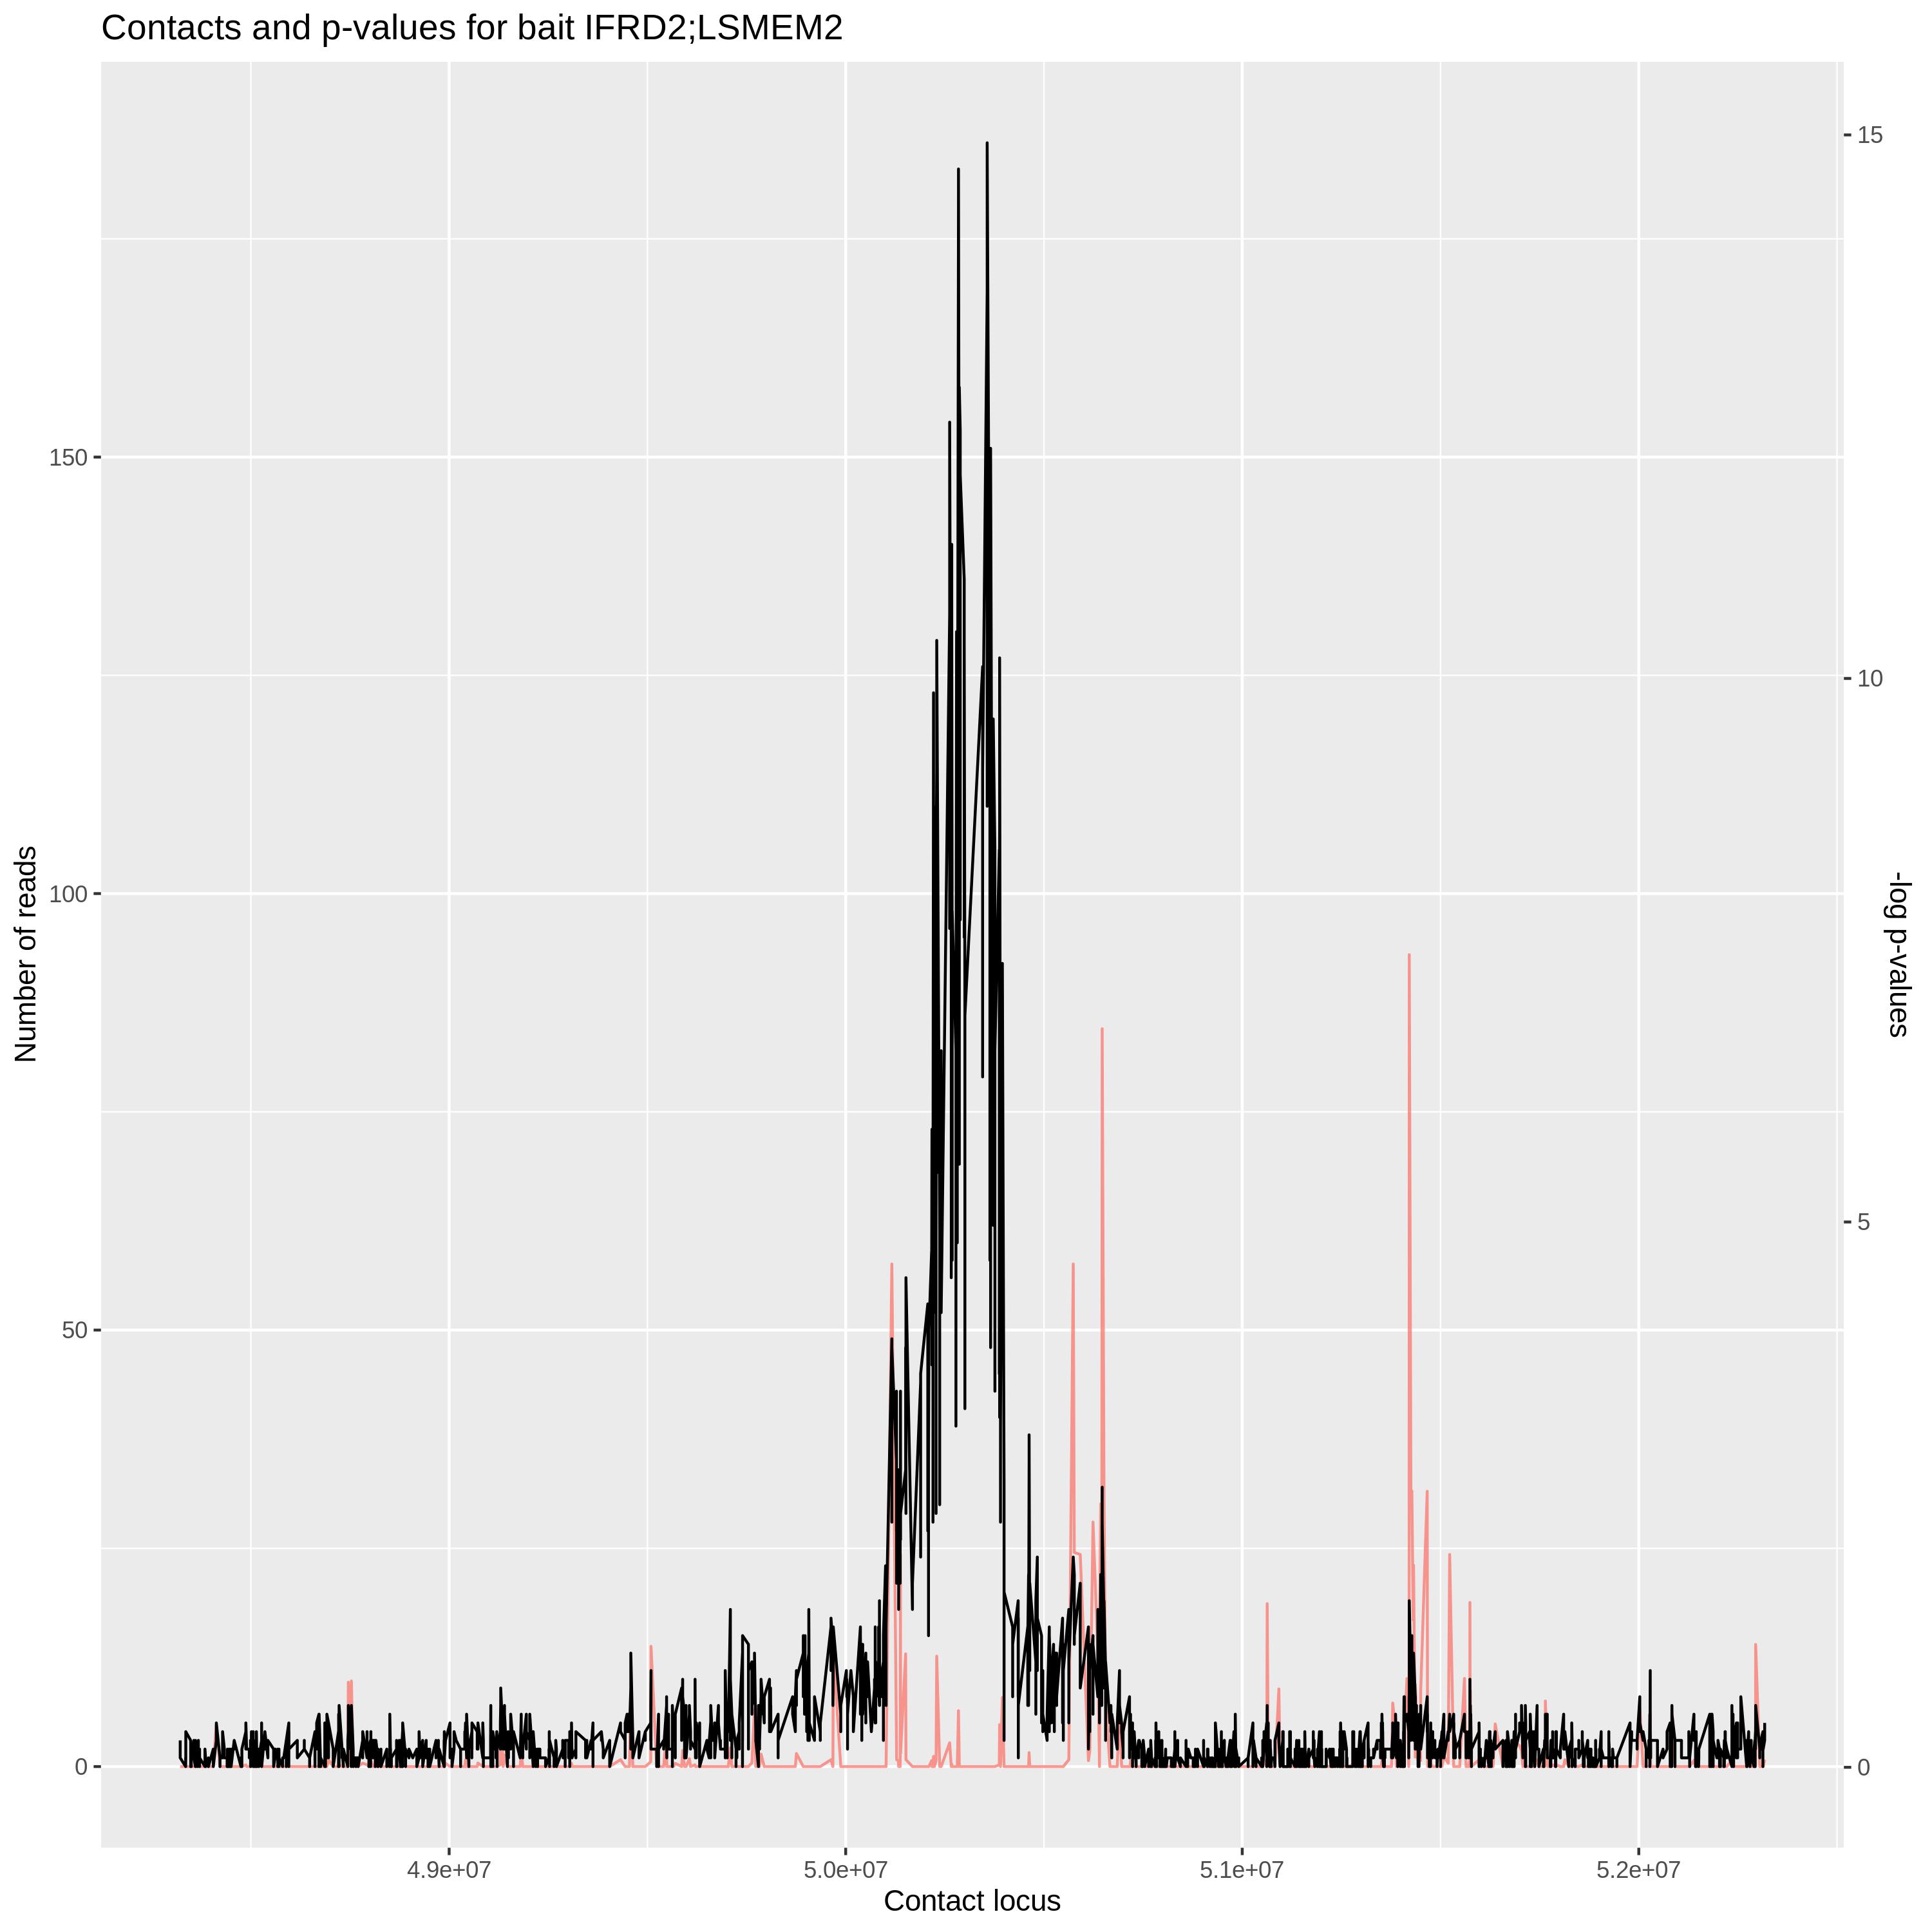 Contacts and p-values for bait IFRD2;LSMEM2
Number of reads
150
100
50
0
15
10
5
0
-log p-values
4.9e+07
5.0e+07
5.1e+07
5.2e+07
Contact locus